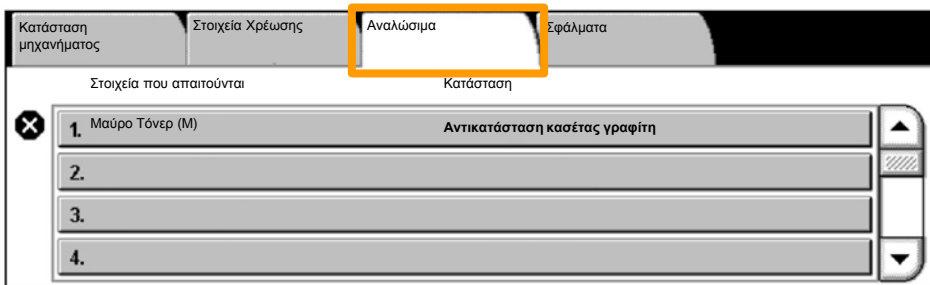 Κατάσταση μηχανήματος
Στοιχεία Χρέωσης
Αναλώσιμα
Σφάλματα
Στοιχεία που απαιτούνται Κατάσταση
1. Μαύρο Τόνερ (Μ) Αντικατάσταση κασέτας γραφίτη
2.
3.
4.